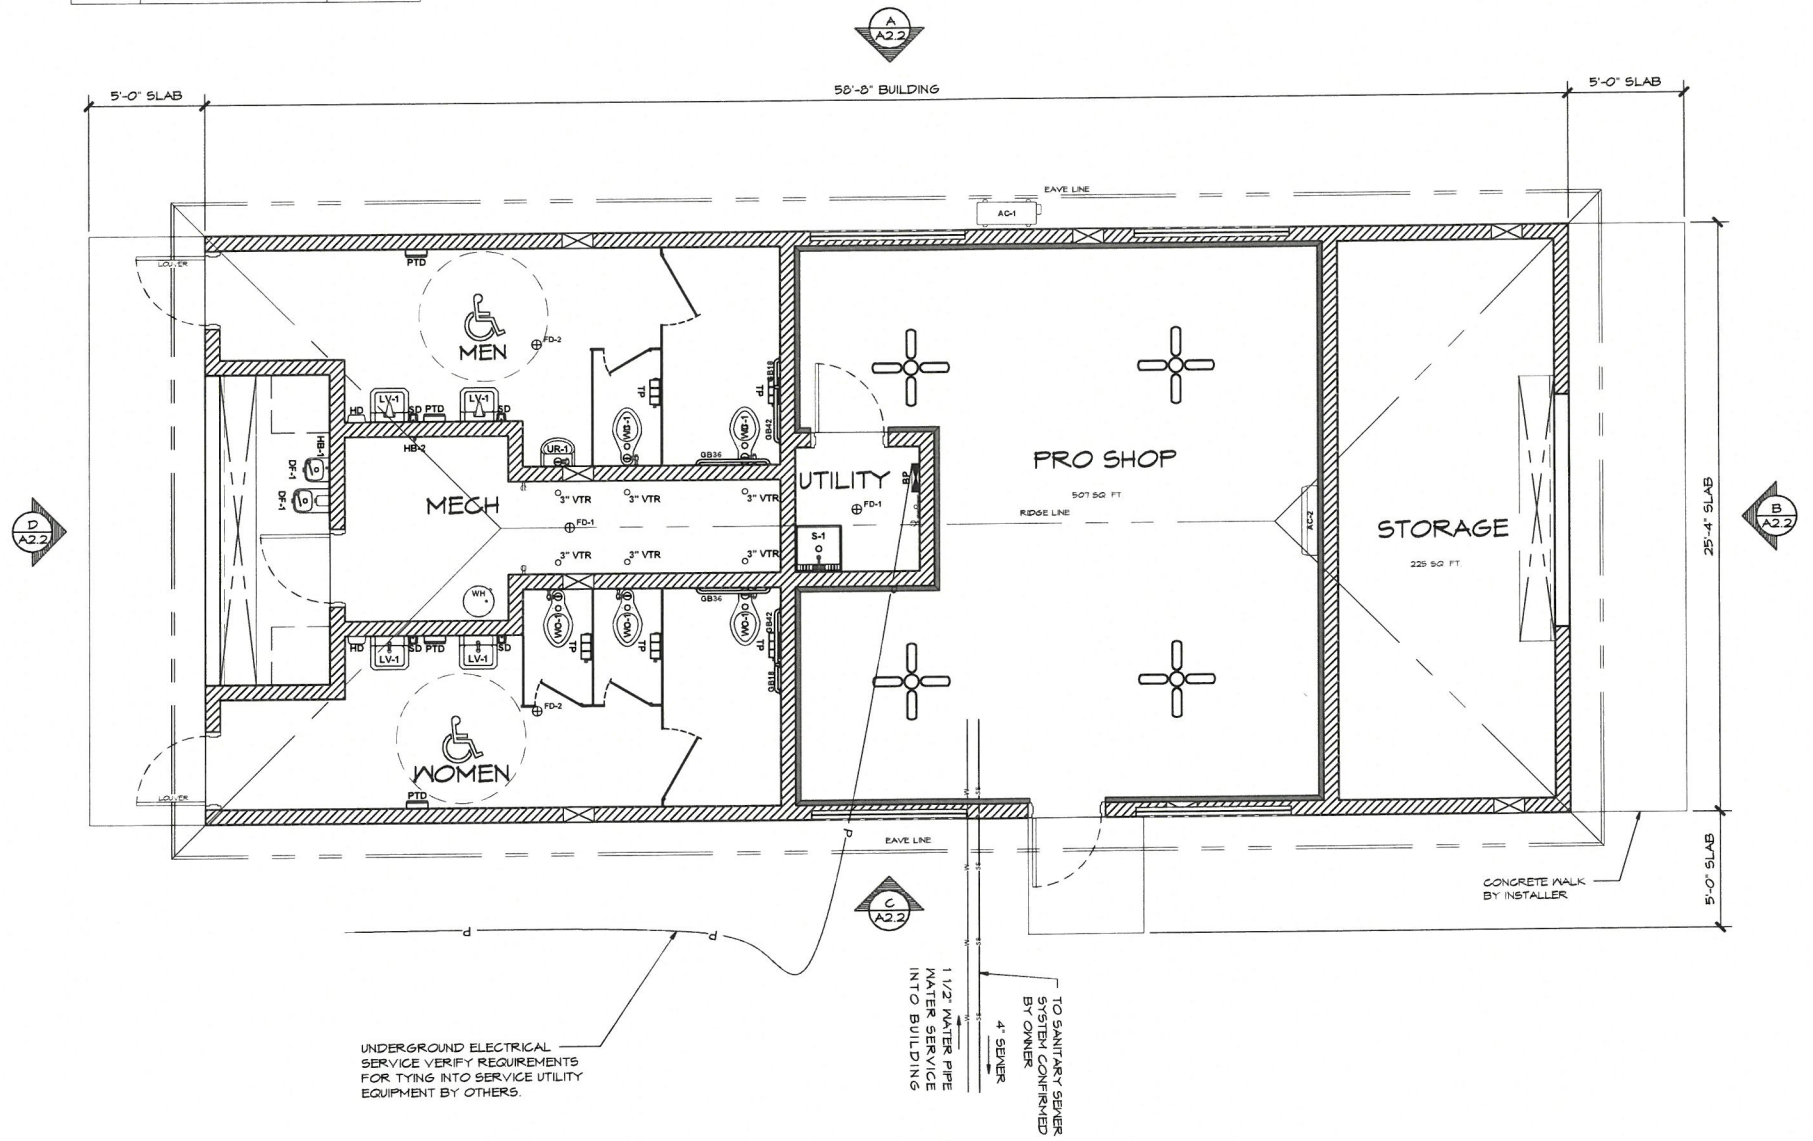 A
A2.2
5'-0" SLAB
58'-8" BUILDING
5'-0" SLAB
EAVE LINE
AC-1
LOUVER
PTD
MEN
FD-2
HD
LV-1
SD
PTD
LV-1
SD
HB-2
UR-1
TP
WC-1
TP
WC-1
GB18
GB42
GB36
HB-1
DF-1
DF-1
MECH
3" VTR
3" VTR
3" VTR
FD-1
3" VTR
3" VTR
3" VTR
WH
UTILITY
BP
FD-1
S-1
PRO SHOP
507 SQ FT
RIDGE LINE
AC-2
STORAGE
225 SQ FT
D
A2.2
B
A2.2
25'-4" SLAB
HD
LV-1
SD
PTD
LV-1
SD
WC-1
TP
WC-1
TP
GB36
WC-1
GB42
TP
GB18
FD-2
WOMEN
PTD
LOUVER
W
SE
P
EAVE LINE
W
SE
C
A2.2
CONCRETE WALK
BY INSTALLER
5'-0" SLAB
P
P
W
SE
W
SE
UNDERGROUND ELECTRICAL
SERVICE VERIFY REQUIREMENTS
FOR TYING INTO SERVICE UTILITY
EQUIPMENT BY OTHERS.
1 1/2" WATER PIPE
WATER SERVICE
INTO BUILDING
4" SEWER
TO SANITARY SEWER
SYSTEM CONFIRMED
BY OWNER